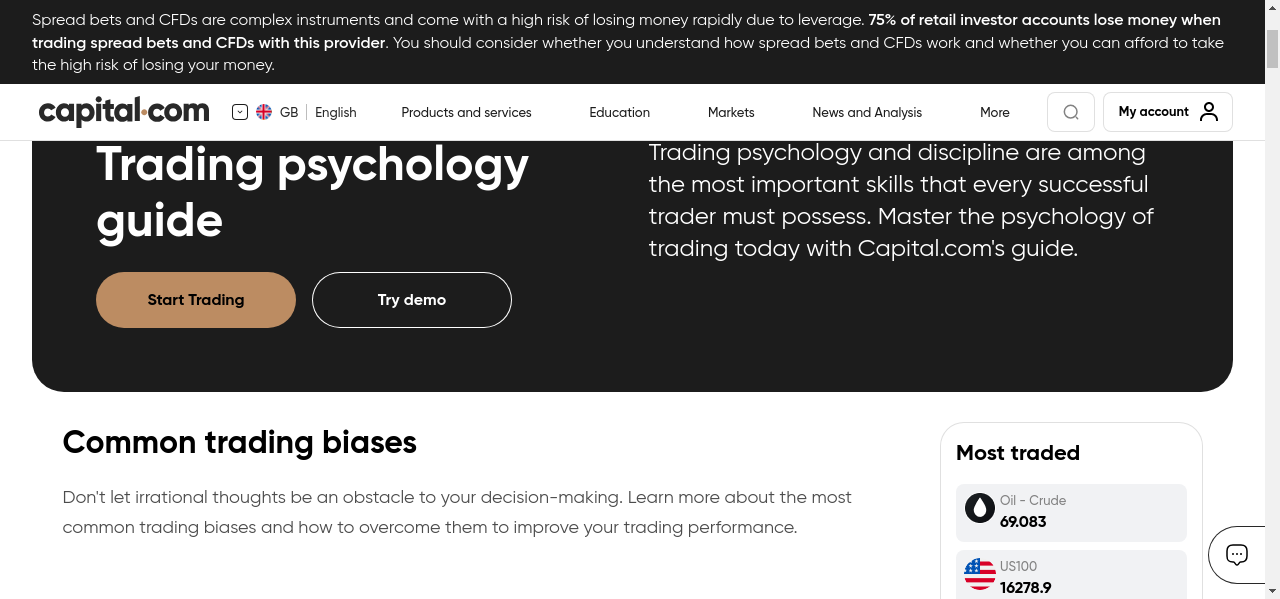 Spread bets and CFDs are complex instruments and come with a high risk of losing money rapidly due to leverage. 75% of retail investor accounts lose money when
trading spread bets and CFDs with this provider. You should consider whether you understand how spread bets and CFDs work and whether you can afford to take
the high risk of losing your money.
capital.com
GB
English
Products and services
Education
Markets
News and Analysis
More
My account
Trading psychology
guide
Trading psychology and discipline are among
the most important skills that every successful
trader must possess. Master the psychology of
trading today with Capital.com's guide.
Start Trading
Try demo
Common trading biases
Don't let irrational thoughts be an obstacle to your decision-making. Learn more about the most
common trading biases and how to overcome them to improve your trading performance.
Most traded
Oil - Crude
69.083
US100
16278.9